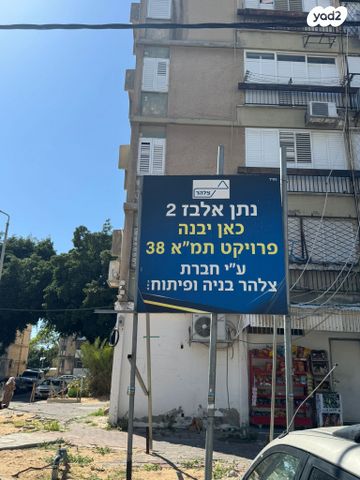 yad2
צלהר
נתן אלבז 2
כאן יבנה
פרויקט תמ״א 38
ע״י חברת
צלהר בניה ופיתוח